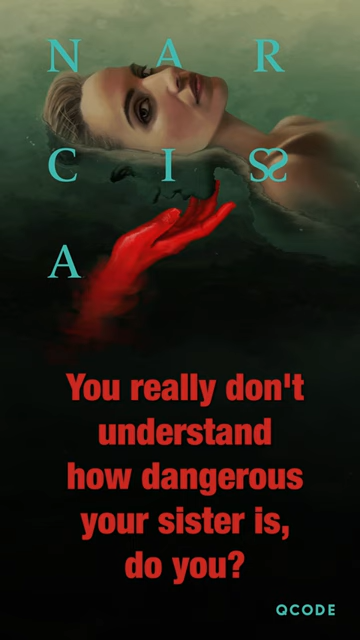 N A R
C I S S
A
You really don't
understand
how dangerous
your sister is,
do you?
QCODE